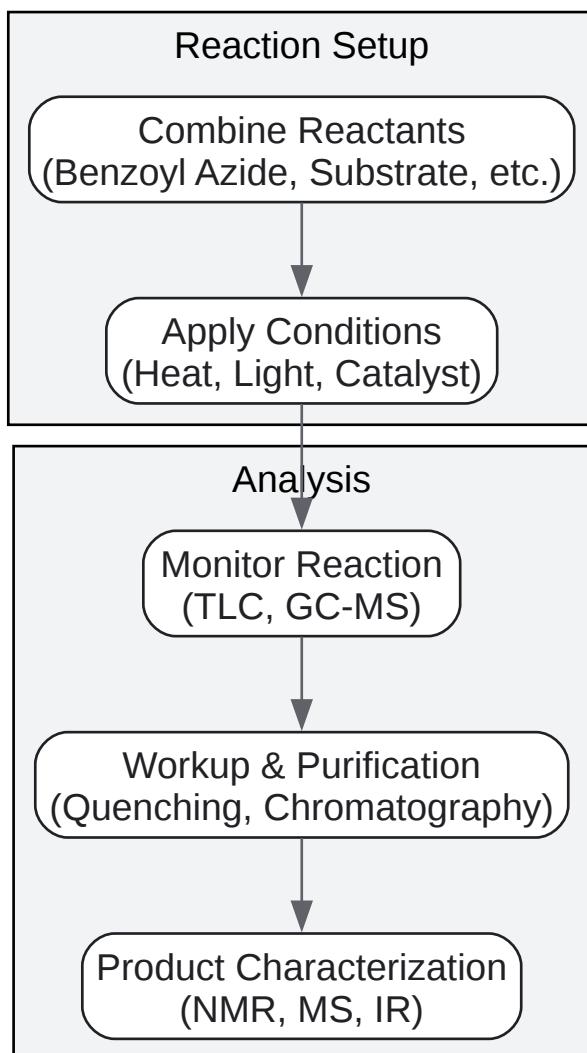 Reaction Setup
Combine Reactants
(Benzoyl Azide, Substrate, etc.)
Apply Conditions
(Heat, Light, Catalyst)
Analysis
Monitor Reaction
(TLC, GC-MS)
Workup & Purification
(Quenching, Chromatography)
Product Characterization
(NMR, MS, IR)